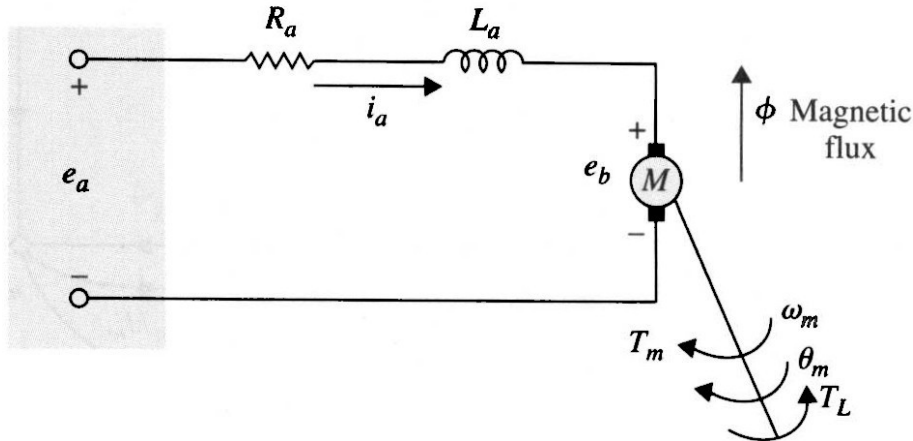 R_a
L_a
+
i_a
e_a
−
+
e_b
M
−
ϕ Magnetic
flux
ω_m
T_m
θ_m
T_L